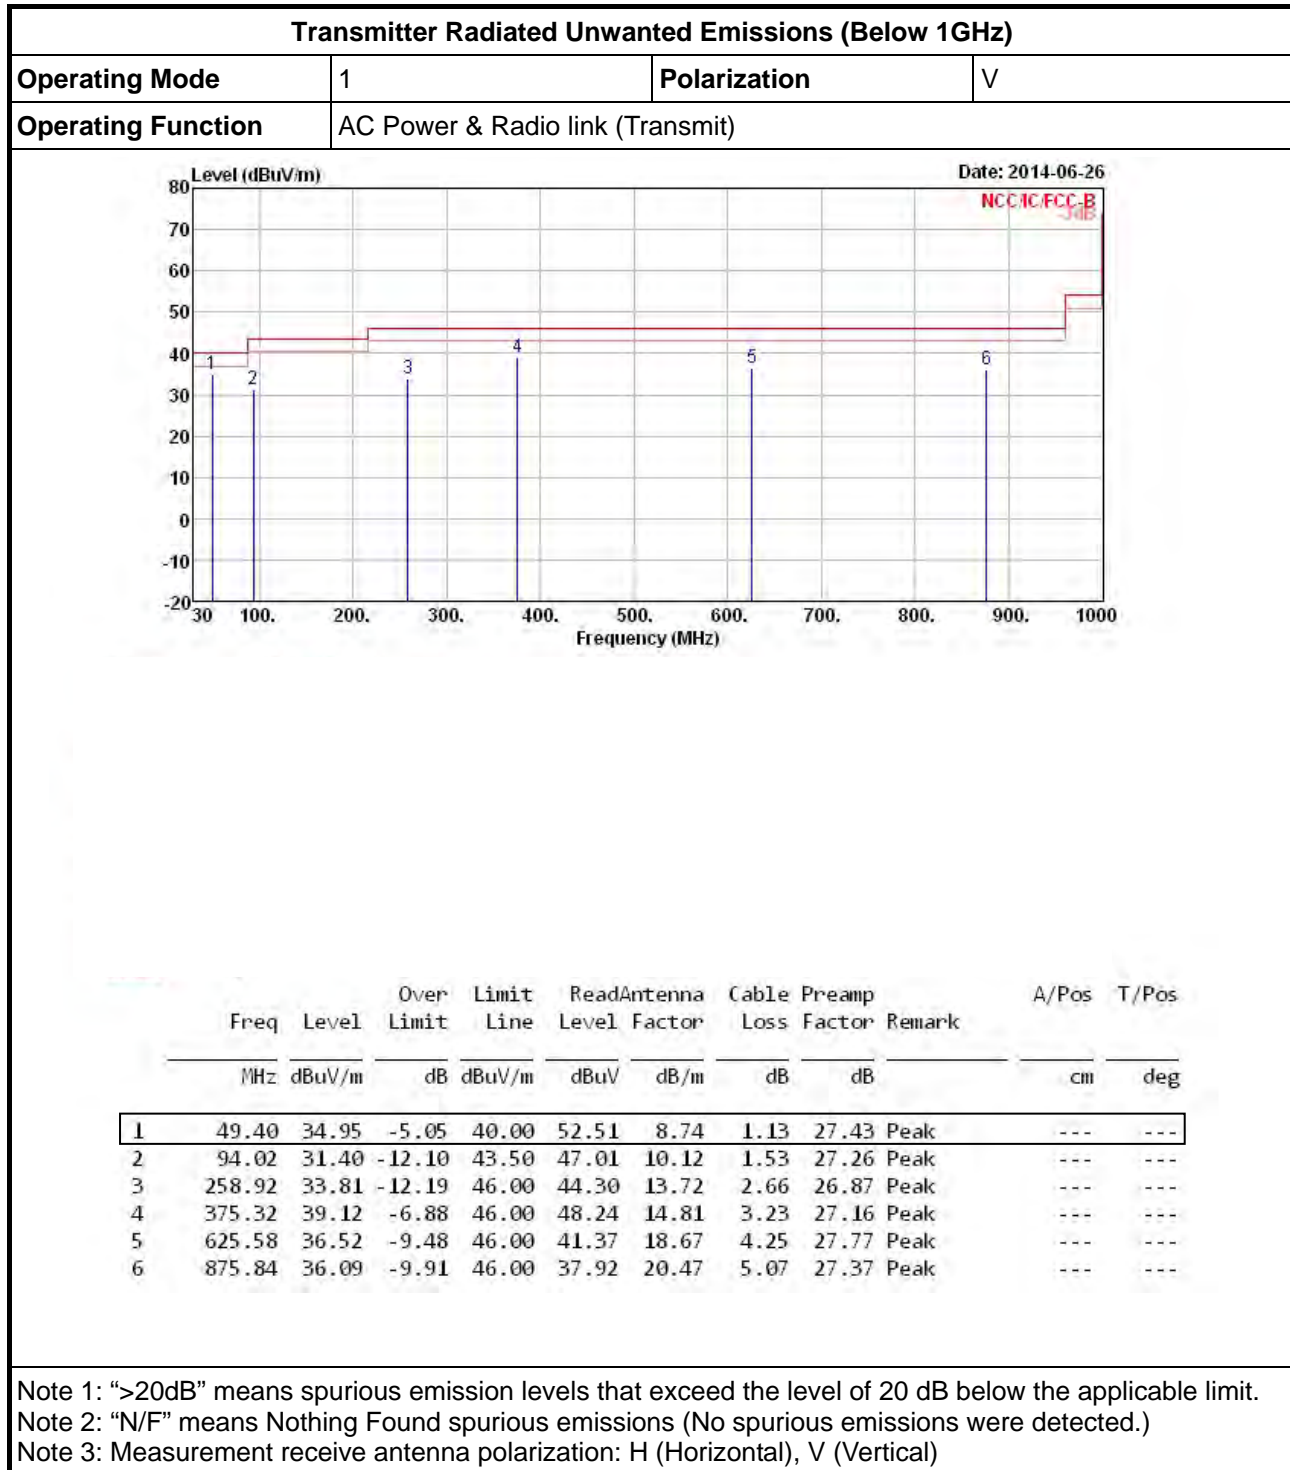 Transmitter Radiated Unwanted Emissions (Below 1GHz)
Operating Mode 1 Polarization V
Operating Function AC Power & Radio link (Transmit)
Level (dBuV/m) Date: 2014-06-26
80
NCC/IC/FCC-B
-3dB
70
60
50
40
30
20
10
0
-10
-20
1 2 3 4 5 6
30 100. 200. 300. 400. 500. 600. 700. 800. 900. 1000
Frequency (MHz)
Over Limit ReadAntenna Cable Preamp A/Pos T/Pos
Freq Level Limit Line Level Factor Loss Factor Remark
MHz dBuV/m dB dBuV/m dBuV dB/m dB dB cm deg
1 49.40 34.95 -5.05 40.00 52.51 8.74 1.13 27.43 Peak --- ---
2 94.02 31.40 -12.10 43.50 47.01 10.12 1.53 27.26 Peak --- ---
3 258.92 33.81 -12.19 46.00 44.30 13.72 2.66 26.87 Peak --- ---
4 375.32 39.12 -6.88 46.00 48.24 14.81 3.23 27.16 Peak --- ---
5 625.58 36.52 -9.48 46.00 41.37 18.67 4.25 27.77 Peak --- ---
6 875.84 36.09 -9.91 46.00 37.92 20.47 5.07 27.37 Peak --- ---
Note 1: “>20dB” means spurious emission levels that exceed the level of 20 dB below the applicable limit.
Note 2: “N/F” means Nothing Found spurious emissions (No spurious emissions were detected.)
Note 3: Measurement receive antenna polarization: H (Horizontal), V (Vertical)